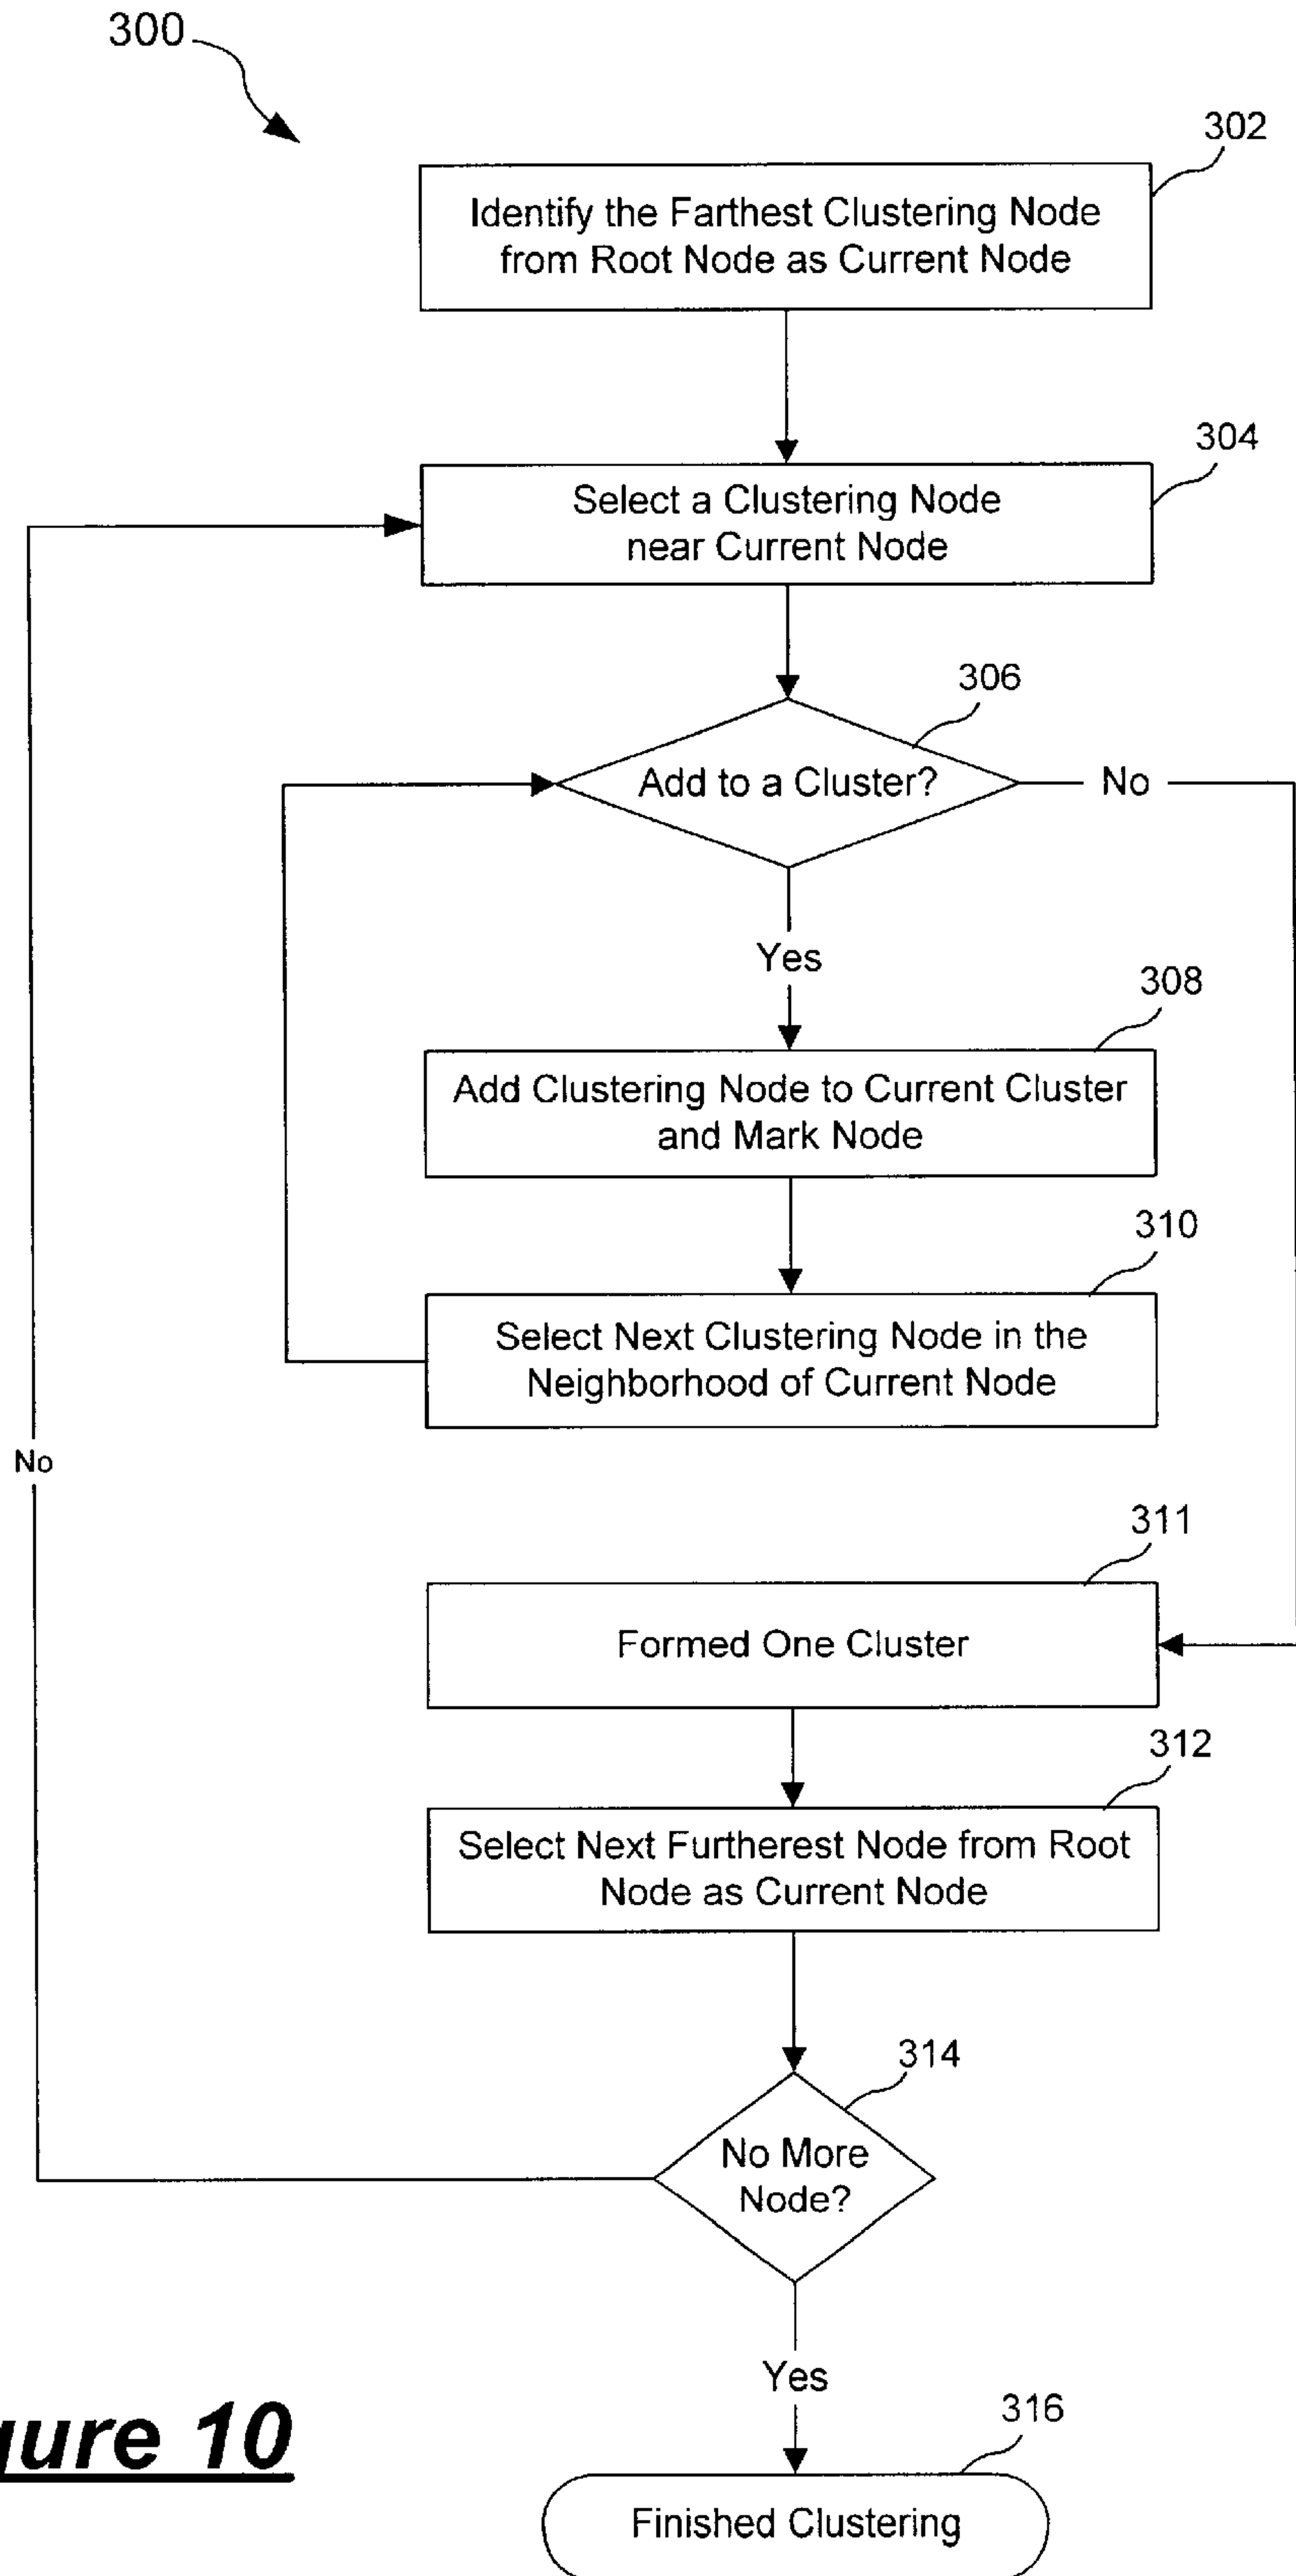 300
302
Identify the Farthest Clustering Node
from Root Node as Current Node
304
Select a Clustering Node
near Current Node
306
Add to a Cluster?
No
Yes
308
Add Clustering Node to Current Cluster
and Mark Node
310
Select Next Clustering Node in the
Neighborhood of Current Node
No
311
Formed One Cluster
312
Select Next Furtherest Node from Root
Node as Current Node
314
No More
Node?
Yes
316
gure 10
Finished Clustering